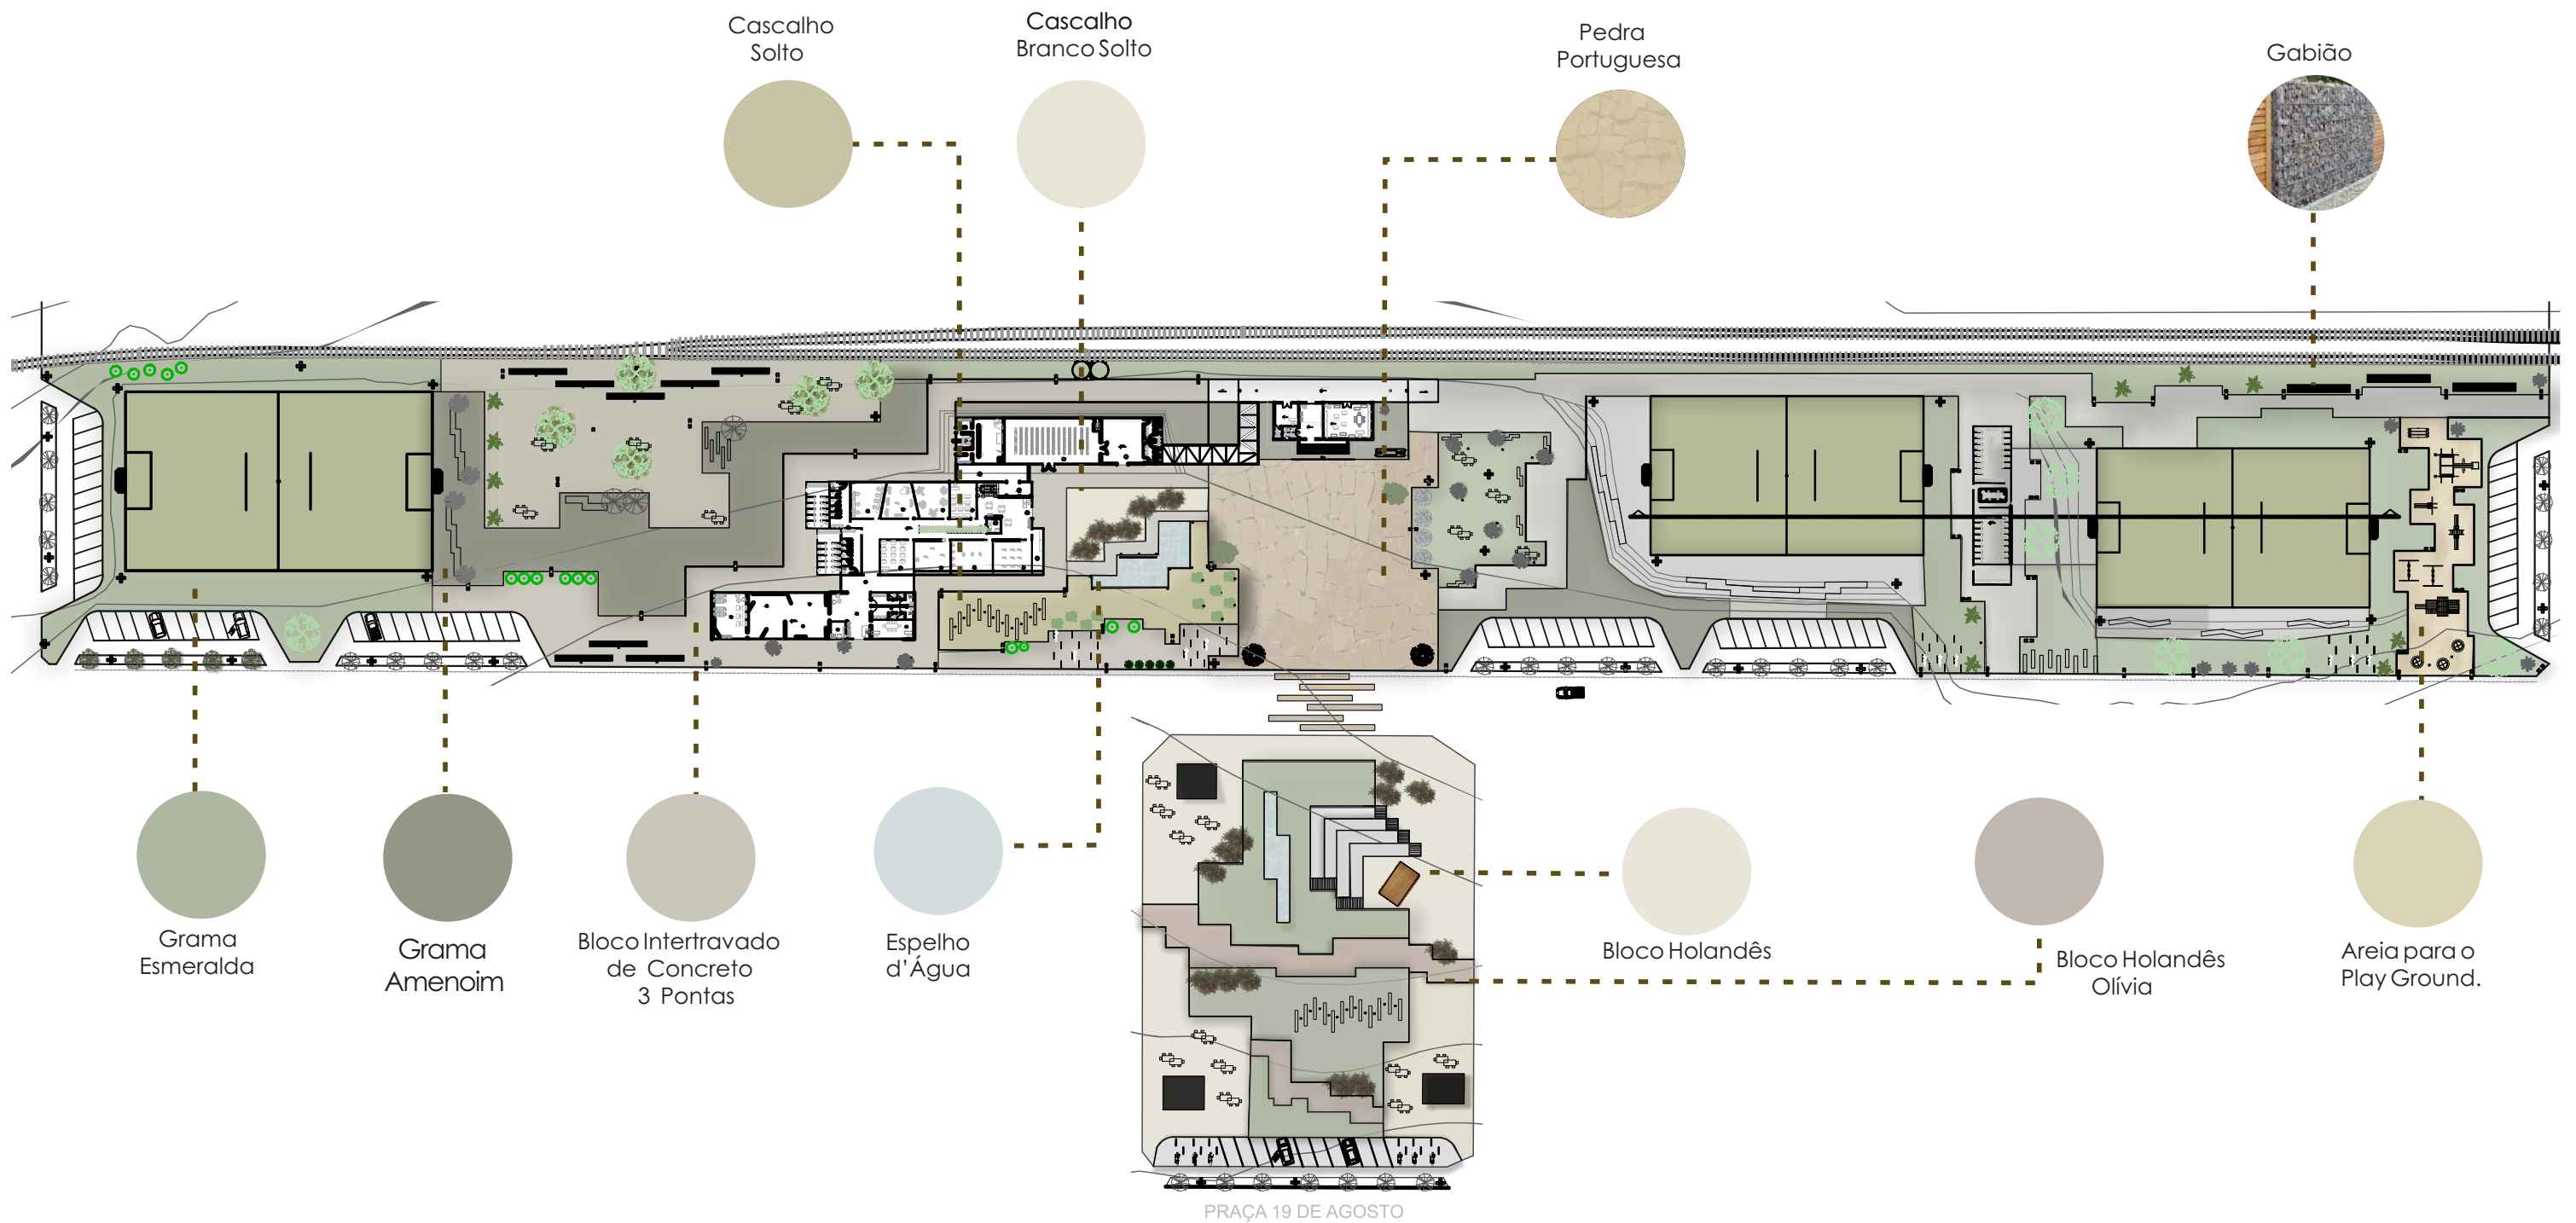 Cascalho
Solto
Cascalho
Branco Solto
Pedra
Portuguesa
Gabião
Grama
Esmeralda
Grama
Amenoim
Bloco Intertravado
de Concreto
3 Pontas
Espelho
d'Água
Bloco Holandês
Bloco Holandês
Olívia
Areia para o
Play Ground.
PRAÇA 19 DE AGOSTO